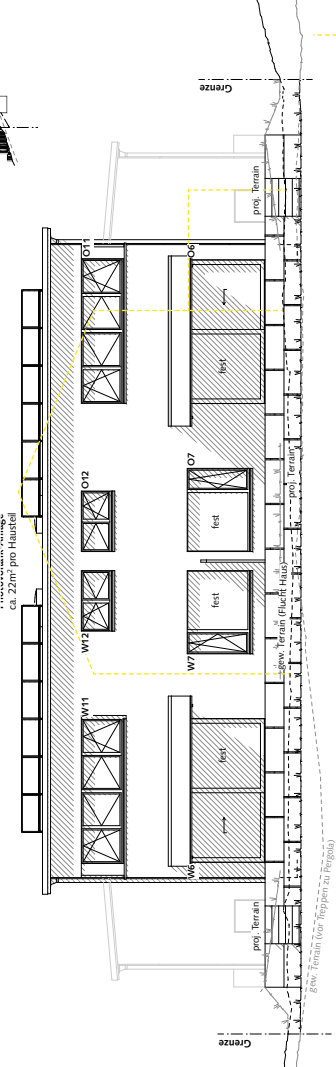 ca. 22m² pro Hausteil
Grenze
proj. Terrain
O11
O6
fest
O12
O7
fest
proj. Terrain
gew. Terrain (Flucht Haus)
W12
W7
fest
W11
W6
fest
proj. Terrain
gew. Terrain (vor Treppen zu Pergola)
Grenze